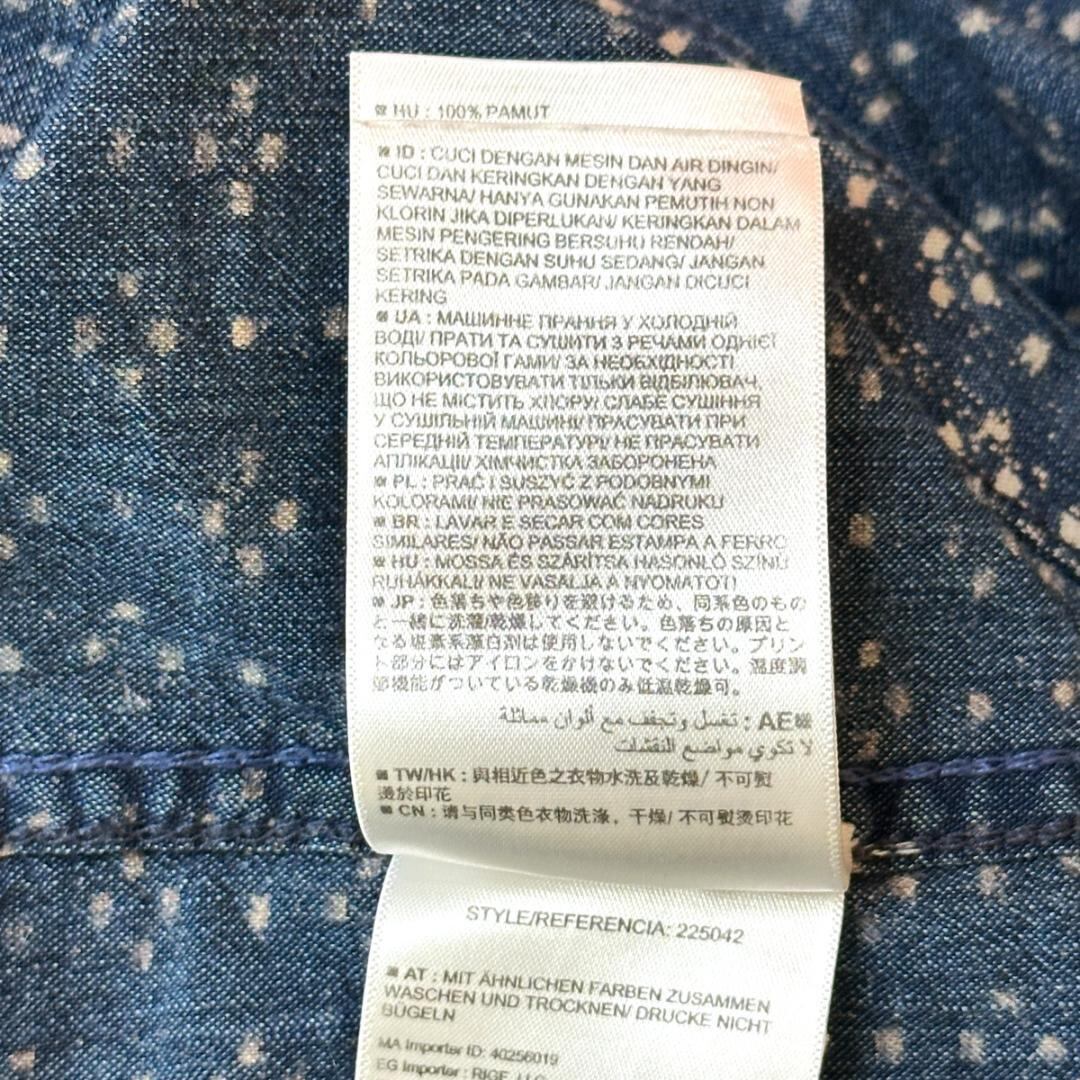 HU : 100% PAMUT
ID : CUCI DENGAN MESIN DAN AIR DINGIN/
CUCI DAN KERINGKAN DENGAN YANG
SEWARNA/ HANYA GUNAKAN PEMUTIH NON
KLORIN JIKA DIPERLUKAN/ KERINGKAN DALAM
MESIN PENGERING BERSUHU RENDAH/
SETRIKA DENGAN SUHU SEDANG/ JANGAN
SETRIKA PADA GAMBAR/ JANGAN DICUCI
KERING
UA : МАШИННЕ ПРАННЯ У ХОЛОДНІЙ
ВОДІ/ ПРАТИ ТА СУШИТИ З РЕЧАМИ ОДНІЄЇ
КОЛЬОРОВОЇ ГАМИ/ ЗА НЕОБХІДНОСТІ
ВИКОРИСТОВУВАТИ ТІЛЬКИ ВІДБІЛЮВАЧ,
ЩО НЕ МІСТИТЬ ХЛОРУ/ СЛАБЕ СУШІННЯ
У СУШІЛЬНІЙ МАШИНІ/ ПРАСУВАТИ ПРИ
СЕРЕДНІЙ ТЕМПЕРАТУРІ/ НЕ ПРАСУВАТИ
АПЛІКАЦІЇ/ ХІМЧИСТКА ЗАБОРОНЕНА
PL : PRAĆ I SUSZYĆ Z PODOBNYMI
KOLORAMI/ NIE PRASOWAĆ NADRUKU
BR : LAVAR E SECAR COM CORES
SIMILARES/ NÃO PASSAR ESTAMPA A FERRO
HU : MOSSA ÉS SZÁRÍTSA HASONLÓ SZÍNŰ
RUHÁKKAL/ NE VASALJA A NYOMATOT!
JP : 色落ちや色移りを避けるため、同系色のもの
と一緒に洗濯/乾燥してください。色落ちの原因と
なる塩素系漂白剤は使用しないでください。プリン
ト部分にはアイロンをかけないでください。温度調
節機能がついている乾燥機のみ低温乾燥可。
AE : تغسل وتجفف مع ألوان مماثلة
لا تكوي مواضع النقشات
TW/HK : 與相近色之衣物水洗及乾燥/ 不可熨
燙於印花
CN : 请与同类色衣物洗涤，干燥/ 不可熨烫印花
STYLE/REFERENCIA: 225042
AT : MIT ÄHNLICHEN FARBEN ZUSAMMEN
WASCHEN UND TROCKNEN/ DRUCKE NICHT
BÜGELN
MA Importer ID: 40256019
EG Importer : RIGE, LLC